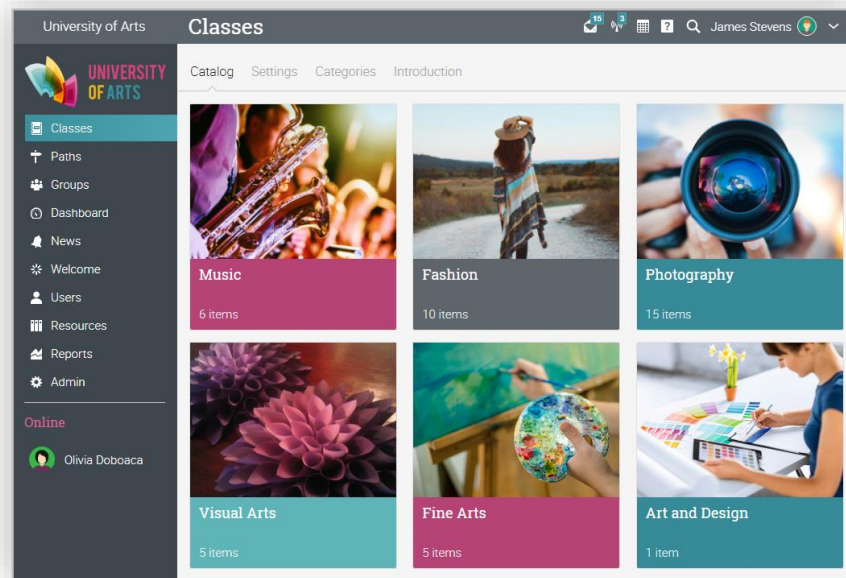 University of Arts
Classes
15
3
?
James Stevens
UNIVERSITY
OF ARTS
Classes
Paths
Groups
Dashboard
News
Welcome
Users
Resources
Reports
Admin
Online
Olivia Doboaca
Catalog Settings Categories Introduction
Music
6 items
Fashion
10 items
Photography
15 items
Visual Arts
5 items
Fine Arts
5 items
Art and Design
1 item